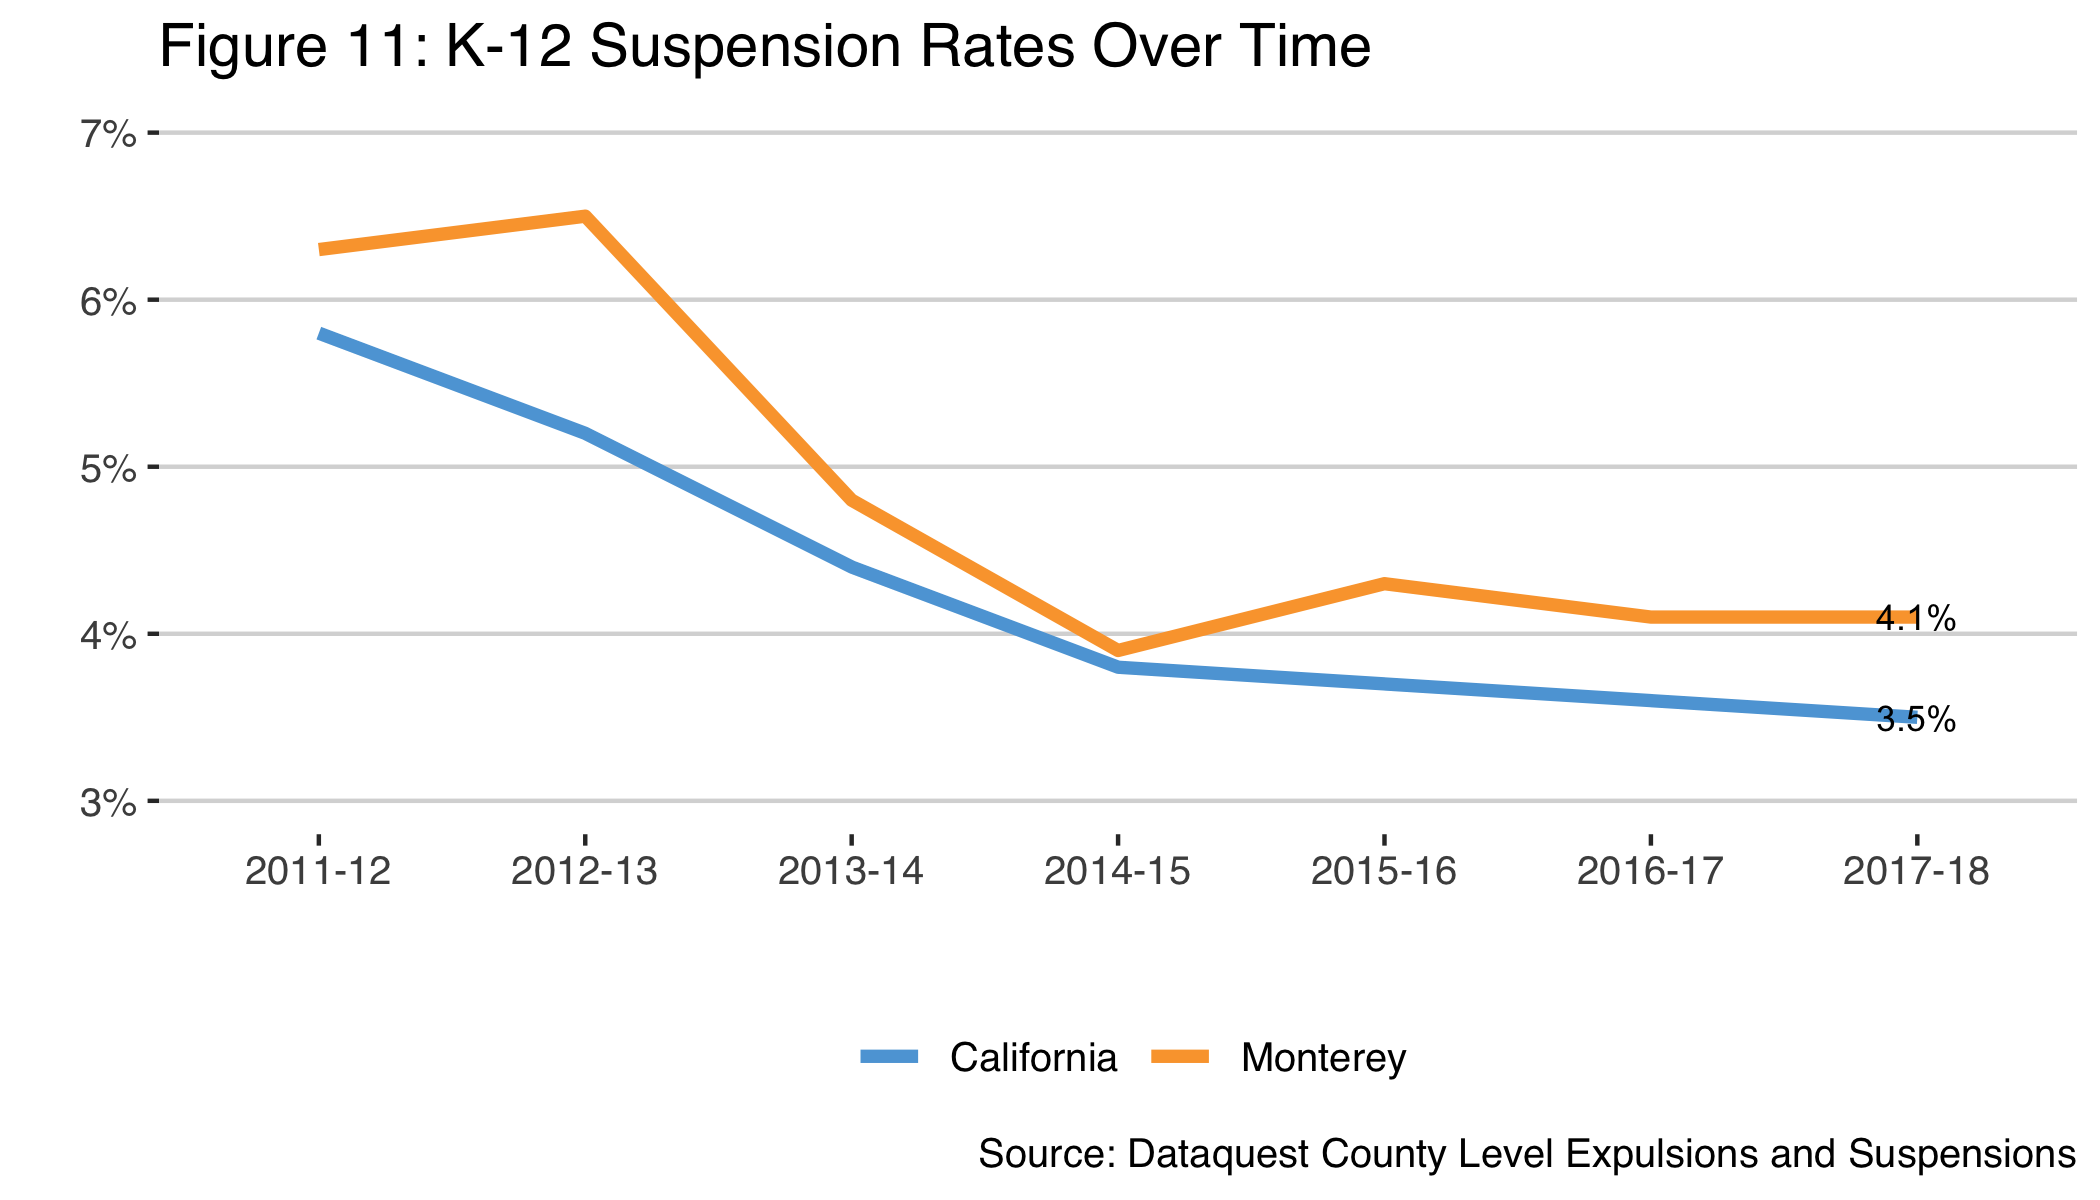 Figure 11: K-12 Suspension Rates Over Time
7%
6%
5%
4%
3%
4.1%
3.5%
2011-12 2012-13 2013-14 2014-15 2015-16 2016-17 2017-18
California Monterey
Source: Dataquest County Level Expulsions and Suspensions